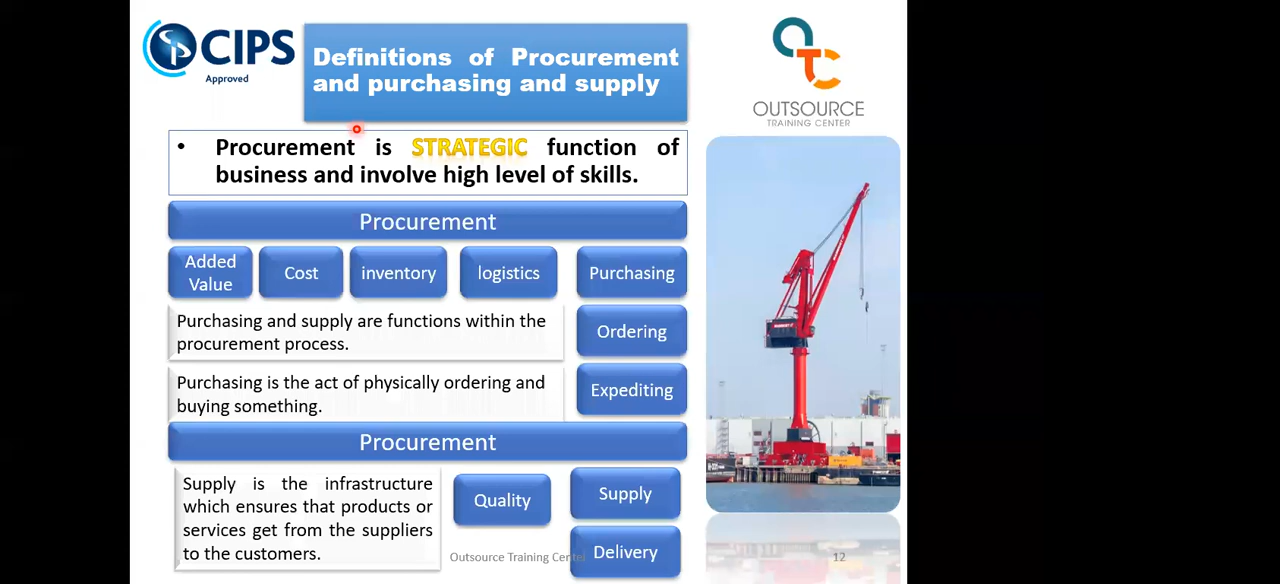 CIPS
Approved
Definitions of Procurement
and purchasing and supply
OUTSOURCE
TRAINING CENTER
• Procurement is STRATEGIC function of
business and involve high level of skills.
Procurement
Added
Value
Cost
inventory
logistics
Purchasing
Purchasing and supply are functions within the
procurement process.
Ordering
Purchasing is the act of physically ordering and
buying something.
Expediting
Procurement
Supply is the infrastructure
which ensures that products or
services get from the suppliers
to the customers.
Quality
Supply
Delivery
Outsource Training Center
12